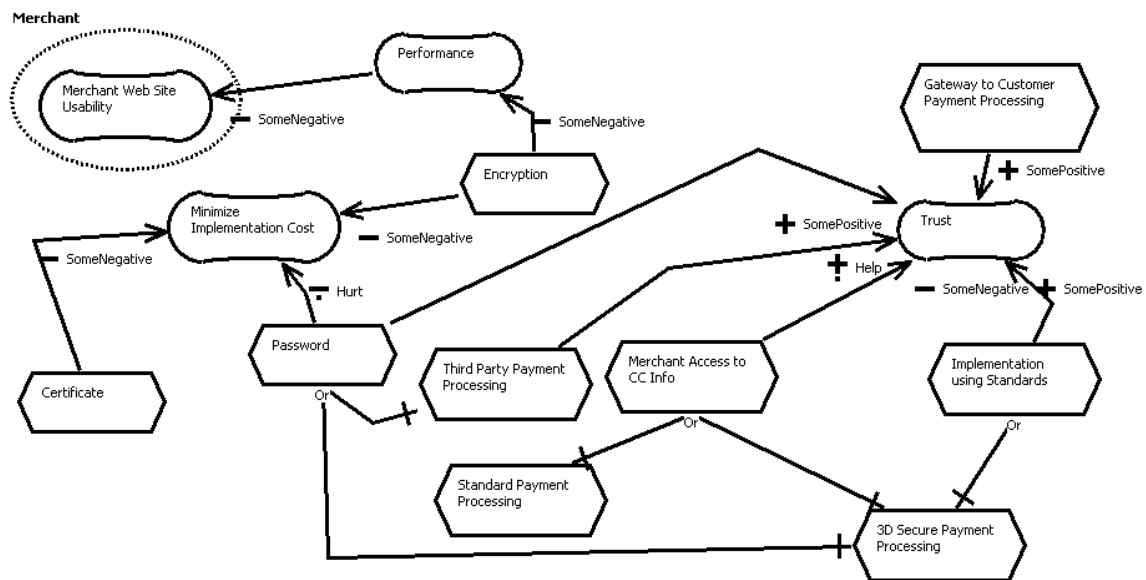 Merchant
Performance
Merchant Web Site
Usability
SomeNegative
SomeNegative
Gateway to Customer
Payment Processing
SomePositive
Encryption
Minimize
Implementation Cost
SomeNegative
SomeNegative
Hurt
SomePositive
Trust
Help
SomeNegative
SomePositive
Password
Third Party Payment
Processing
Merchant Access to
CC Info
Implementation
using Standards
Certificate
Or
Or
Or
Standard Payment
Processing
3D Secure Payment
Processing